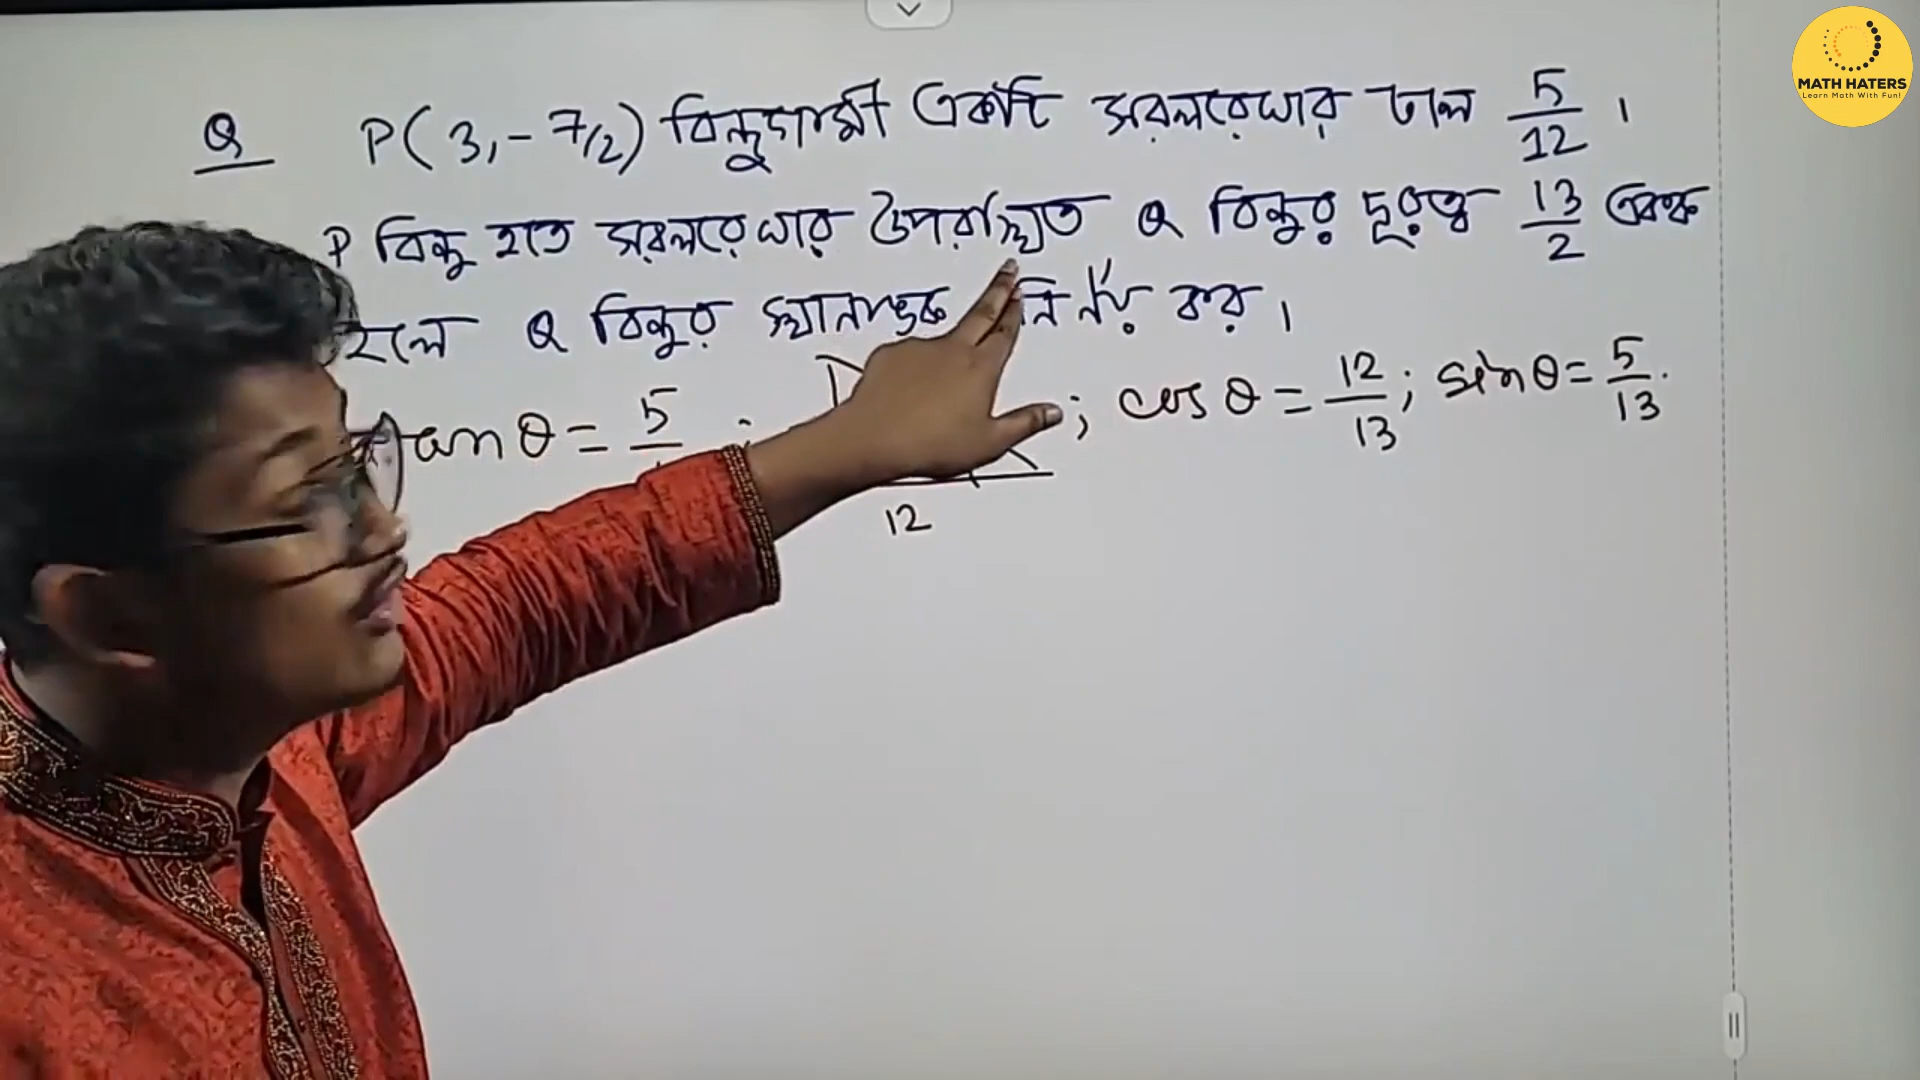 Q P(3, -7/2) বিন্দুগামী একটি সরলরেখার ঢাল 5/12 ।
P বিন্দু হতে সরলরেখার উপরস্থিত Q বিন্দুর দূরত্ব 13/2 একক
হলে Q বিন্দুর স্থানাঙ্ক নির্ণয় কর।
tan θ = 5 ; ; cos θ = 12/13 ; sin θ = 5/13 .
12
MATH HATERS
Learn Math With Fun!